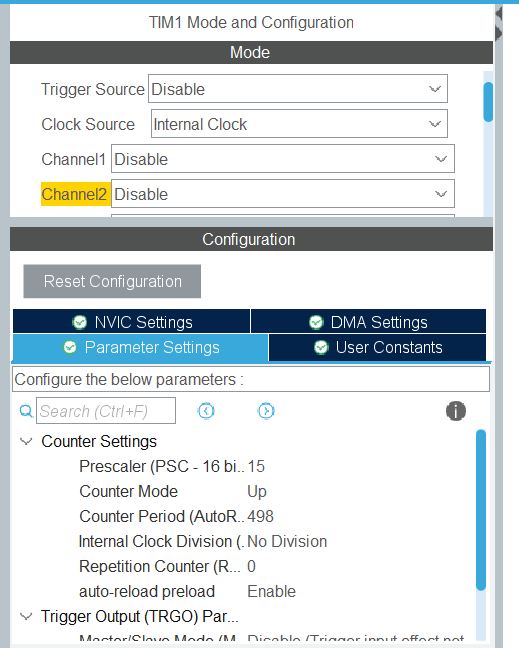 TIM1 Mode and Configuration
Mode
Trigger Source Disable
Clock Source Internal Clock
Channel1 Disable
Channel2 Disable
Configuration
Reset Configuration
NVIC Settings DMA Settings
Parameter Settings User Constants
Configure the below parameters :
Search (Ctrl+F) i
Counter Settings
Prescaler (PSC - 16 bi.. 15
Counter Mode Up
Counter Period (AutoR.. 498
Internal Clock Division (. No Division
Repetition Counter (R... 0
auto-reload preload Enable
Trigger Output (TRGO) Par...
Master/Slave Mode (M.. Disable (Trigger input effect not